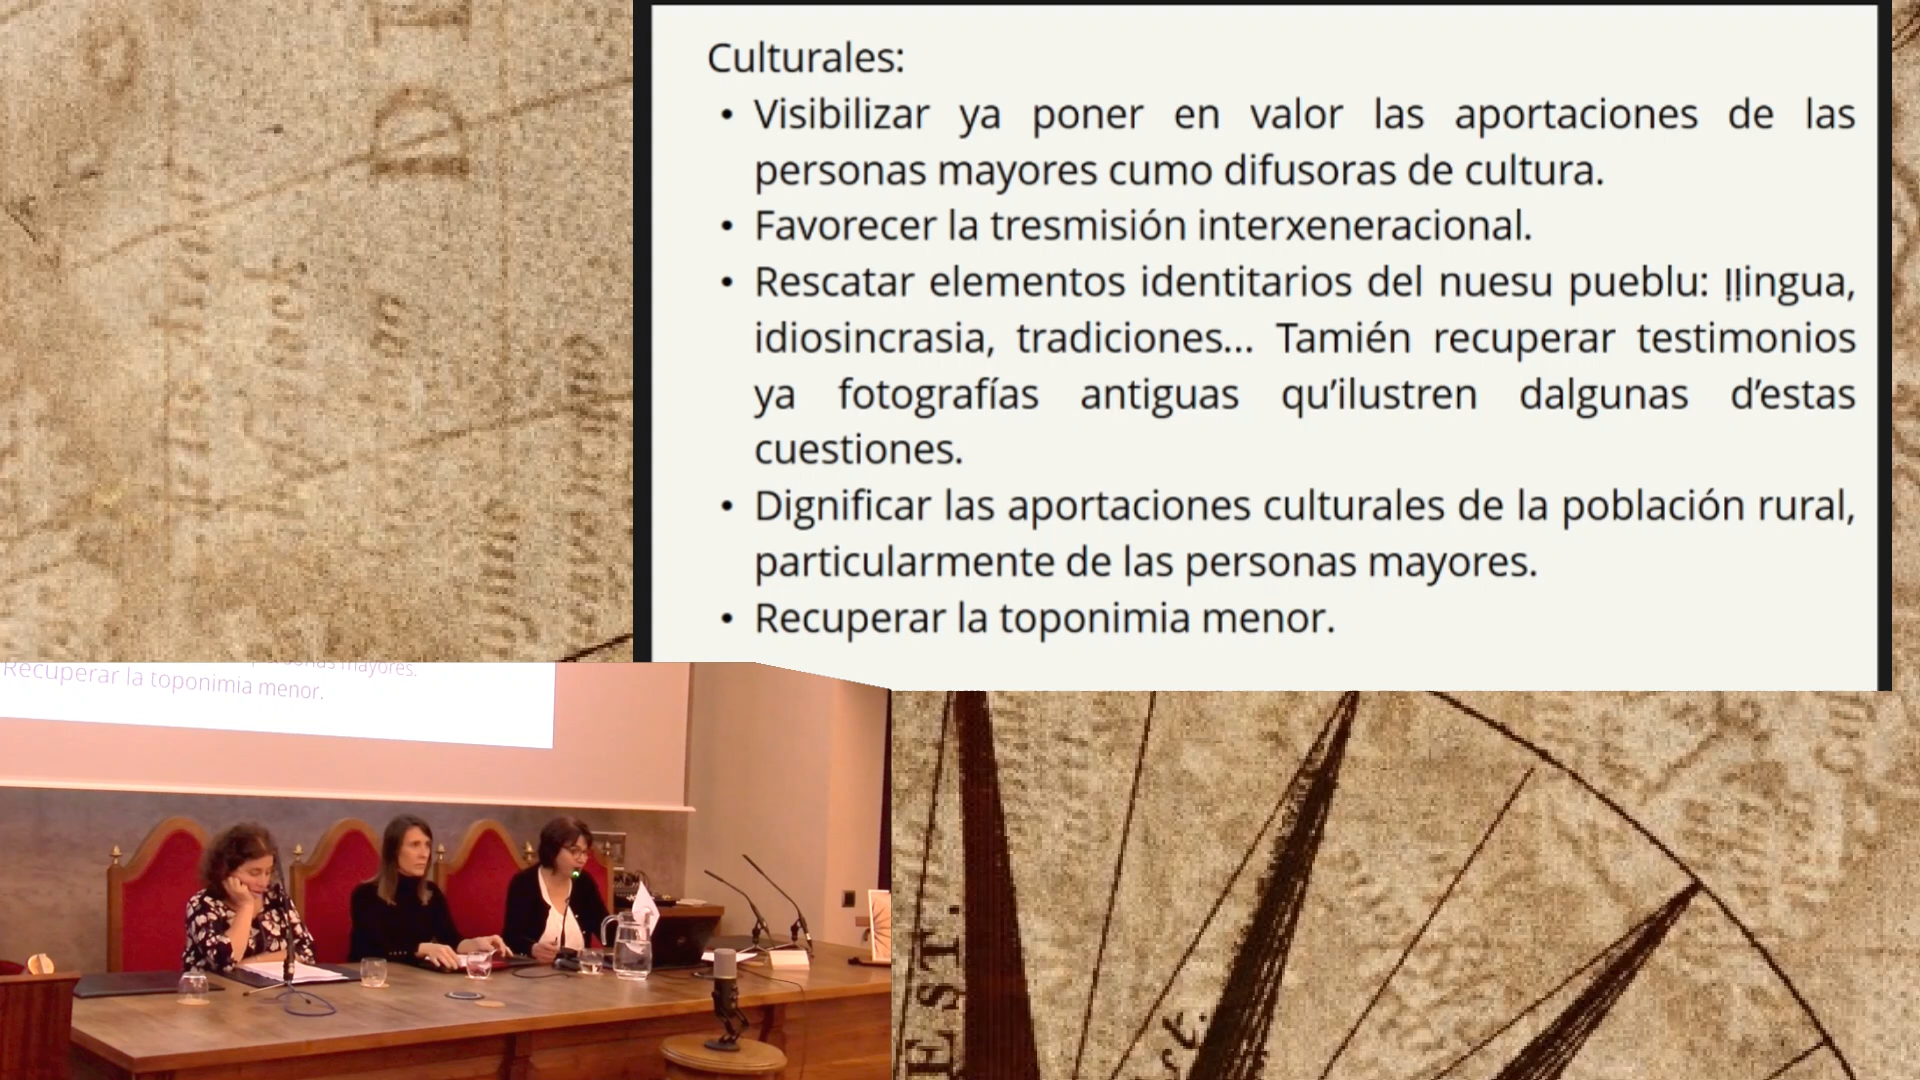 Culturales:
• Visibilizar ya poner en valor las aportaciones de las
personas mayores cumo difusoras de cultura.
• Favorecer la tresmisión interxeneracional.
• Rescatar elementos identitarios del nuesu pueblu: ḷḷingua,
idiosincrasia, tradiciones... Tamién recuperar testimonios
ya fotografías antiguas qu’ilustren dalgunas d’estas
cuestiones.
• Dignificar las aportaciones culturales de la población rural,
particularmente de las personas mayores.
• Recuperar la toponimia menor.
personas mayores.
Recuperar la toponimia menor.
EST.